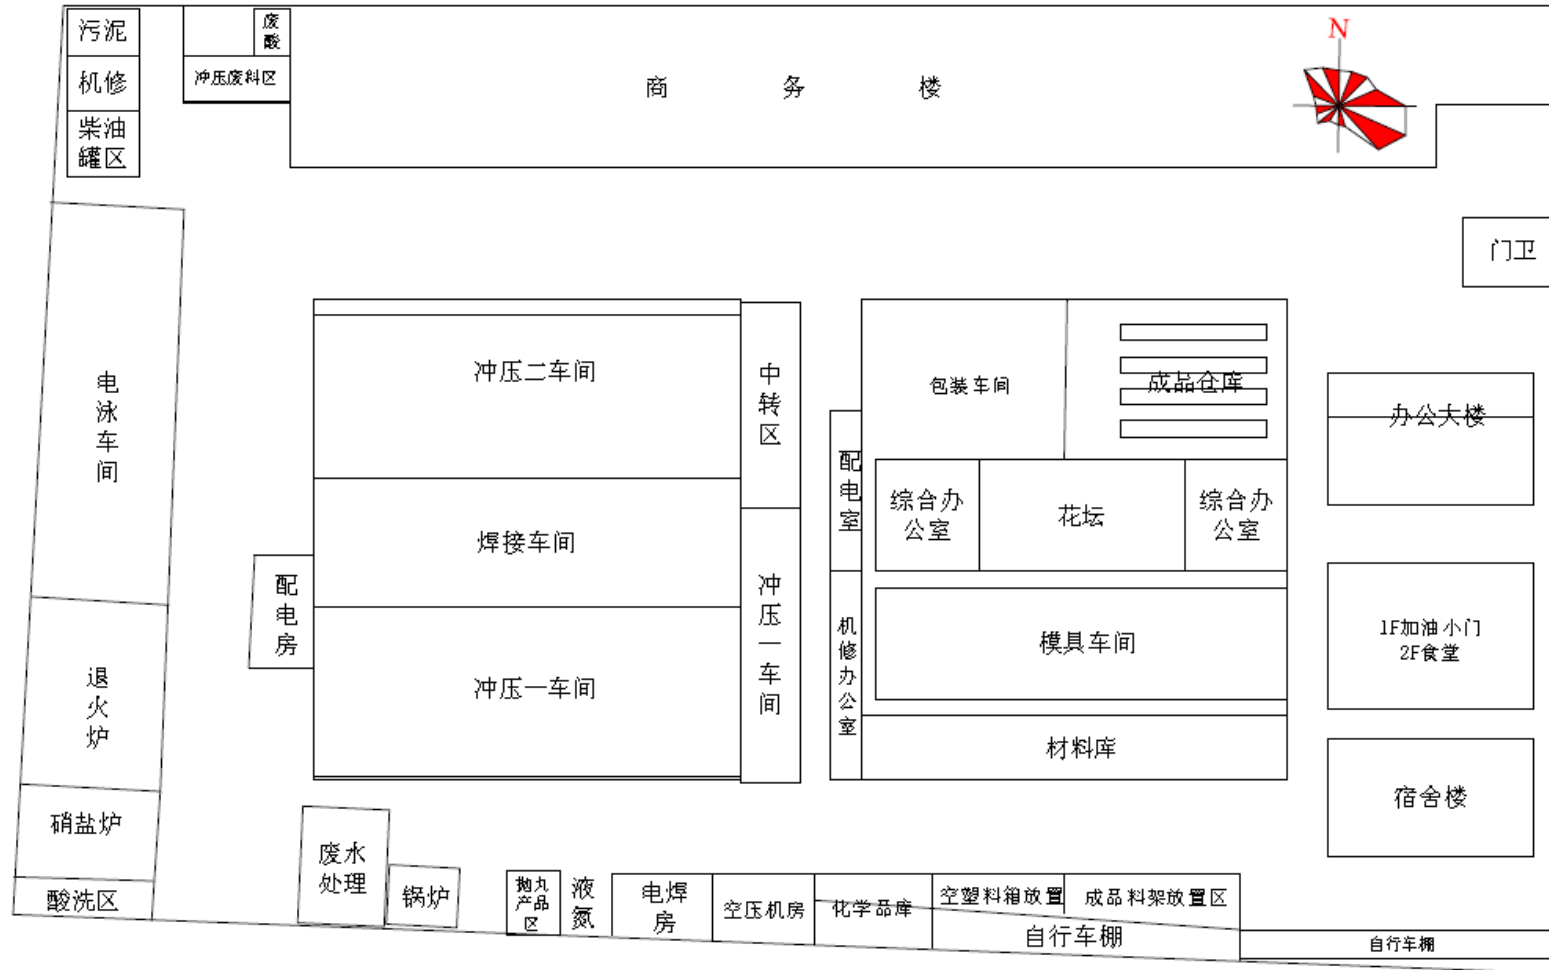 污泥
机修
柴油
罐区
废
酸
冲压废料区
商务楼
N
门卫
电
泳
车
间
退
火
炉
硝盐炉
酸洗区
配
电
房
冲压二车间
焊接车间
冲压一车间
中
转
区
冲
压
一
车
间
配
电
室
机
修
办
公
室
包装车间
成品仓库
综合办
公室
花坛
综合办
公室
模具车间
材料库
办公大楼
1F加油小门
2F食堂
宿舍楼
废水
处理
锅炉
抛丸
产品
区
液
氮
电焊
房
空压机房
化学品库
空塑料箱放置
成品料架放置区
自行车棚
自行车棚